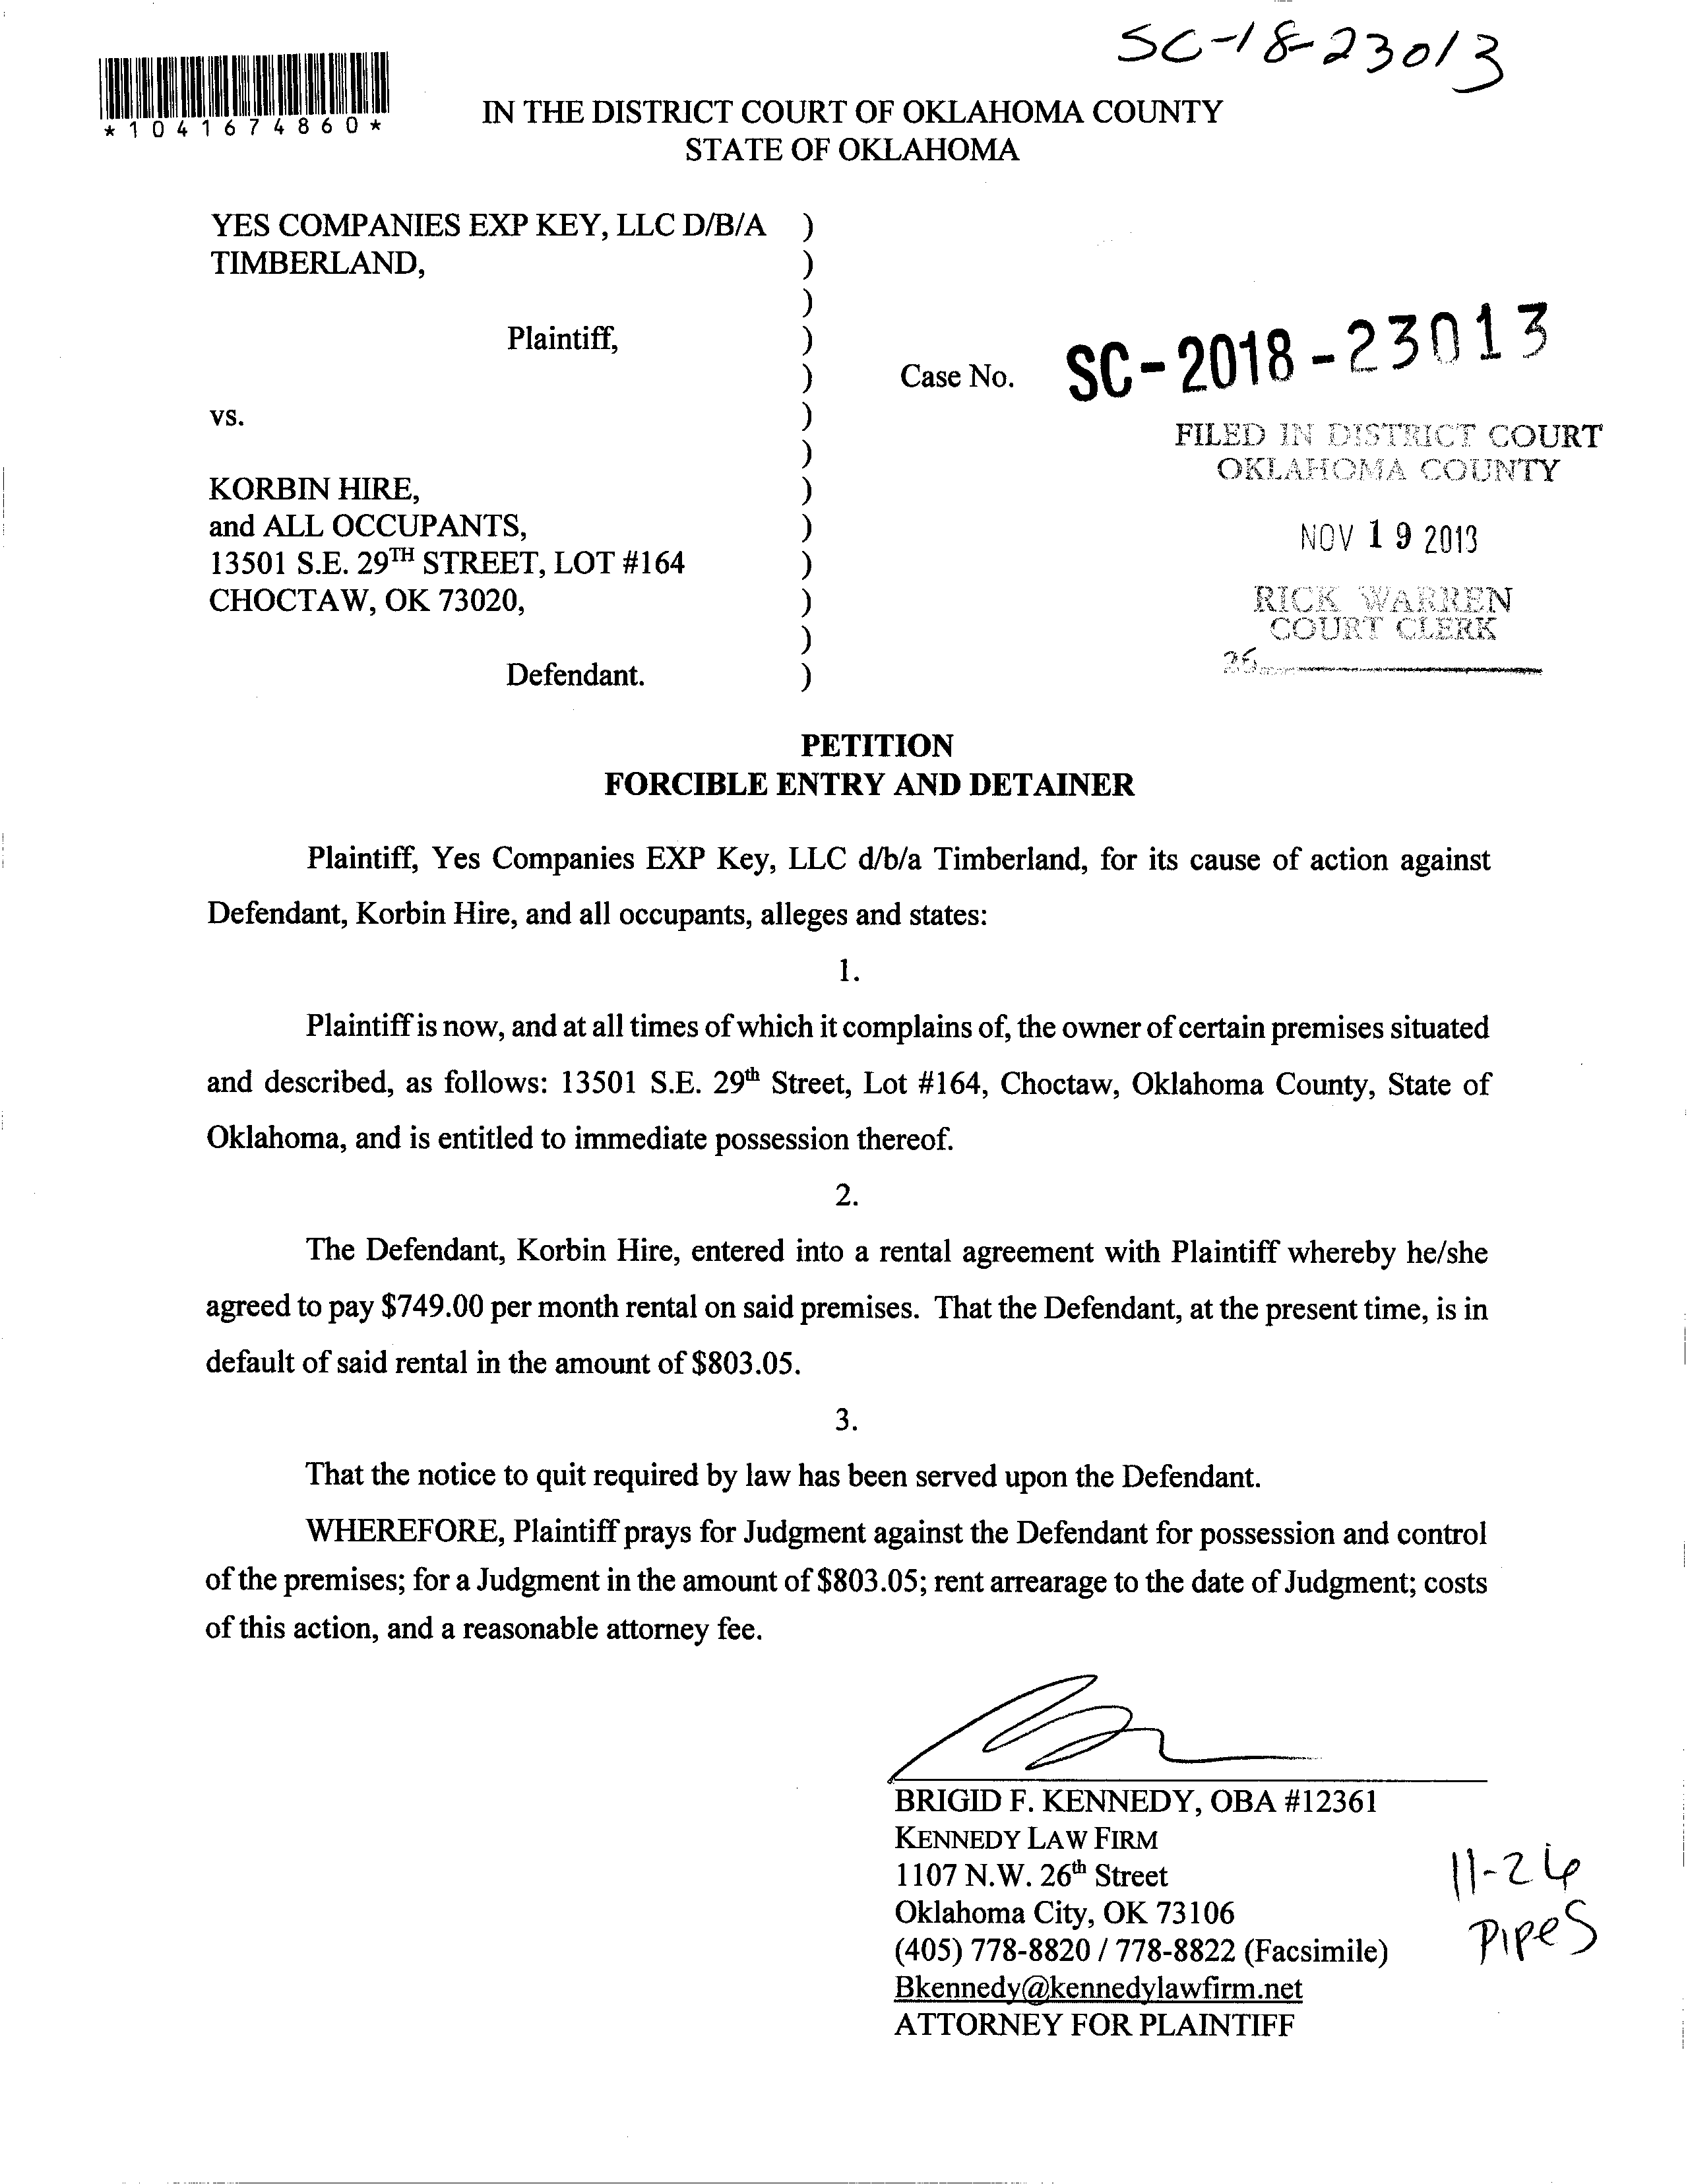 SC-18-23013
*1041674860*
IN THE DISTRICT COURT OF OKLAHOMA COUNTY
STATE OF OKLAHOMA
YES COMPANIES EXP KEY, LLC D/B/A )
TIMBERLAND, )
)
Plaintiff, )
) Case No. SC-2018-23013
vs. )
)
KORBIN HIRE, )
and ALL OCCUPANTS, )
13501 S.E. 29TH STREET, LOT #164 )
CHOCTAW, OK 73020, )
)
Defendant. )
FILED IN DISTRICT COURT
OKLAHOMA COUNTY
NOV 19 2018
RICK WARREN
COURT CLERK
PETITION
FORCIBLE ENTRY AND DETAINER
Plaintiff, Yes Companies EXP Key, LLC d/b/a Timberland, for its cause of action against
Defendant, Korbin Hire, and all occupants, alleges and states:
1.
Plaintiff is now, and at all times of which it complains of, the owner of certain premises situated
and described, as follows: 13501 S.E. 29th Street, Lot #164, Choctaw, Oklahoma County, State of
Oklahoma, and is entitled to immediate possession thereof.
2.
The Defendant, Korbin Hire, entered into a rental agreement with Plaintiff whereby he/she
agreed to pay $749.00 per month rental on said premises. That the Defendant, at the present time, is in
default of said rental in the amount of $803.05.
3.
That the notice to quit required by law has been served upon the Defendant.
WHEREFORE, Plaintiff prays for Judgment against the Defendant for possession and control
of the premises; for a Judgment in the amount of $803.05; rent arrearage to the date of Judgment; costs
of this action, and a reasonable attorney fee.
BRIGID F. KENNEDY, OBA #12361
KENNEDY LAW FIRM
1107 N.W. 26th Street
Oklahoma City, OK 73106
(405) 778-8820 / 778-8822 (Facsimile)
Bkennedy@kennedylawfirm.net
ATTORNEY FOR PLAINTIFF
11-26
PIPES